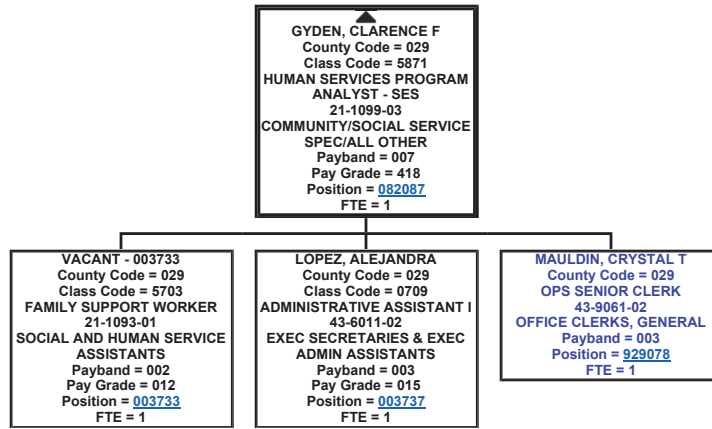 GYDEN, CLARENCE F
County Code = 029
Class Code = 5871
HUMAN SERVICES PROGRAM
ANALYST - SES
21-1099-03
COMMUNITY/SOCIAL SERVICE
SPEC/ALL OTHER
Payband = 007
Pay Grade = 418
Position = 082087
FTE = 1
VACANT - 003733
County Code = 029
Class Code = 5703
FAMILY SUPPORT WORKER
21-1093-01
SOCIAL AND HUMAN SERVICE
ASSISTANTS
Payband = 002
Pay Grade = 012
Position = 003733
FTE = 1
LOPEZ, ALEJANDRA
County Code = 029
Class Code = 0709
ADMINISTRATIVE ASSISTANT I
43-6011-02
EXEC SECRETARIES & EXEC
ADMIN ASSISTANTS
Payband = 003
Pay Grade = 015
Position = 003737
FTE = 1
MAULDIN, CRYSTAL T
County Code = 029
OPS SENIOR CLERK
43-9061-02
OFFICE CLERKS, GENERAL
Payband = 003
Position = 929078
FTE = 1